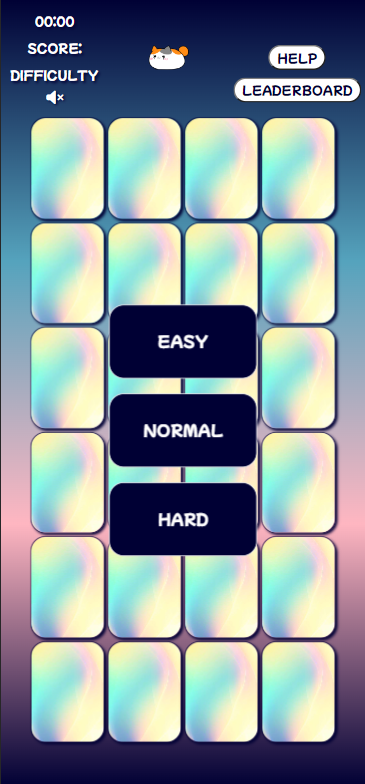 00:00
SCORE:
DIFFICULTY
HELP
LEADERBOARD
EASY
NORMAL
HARD